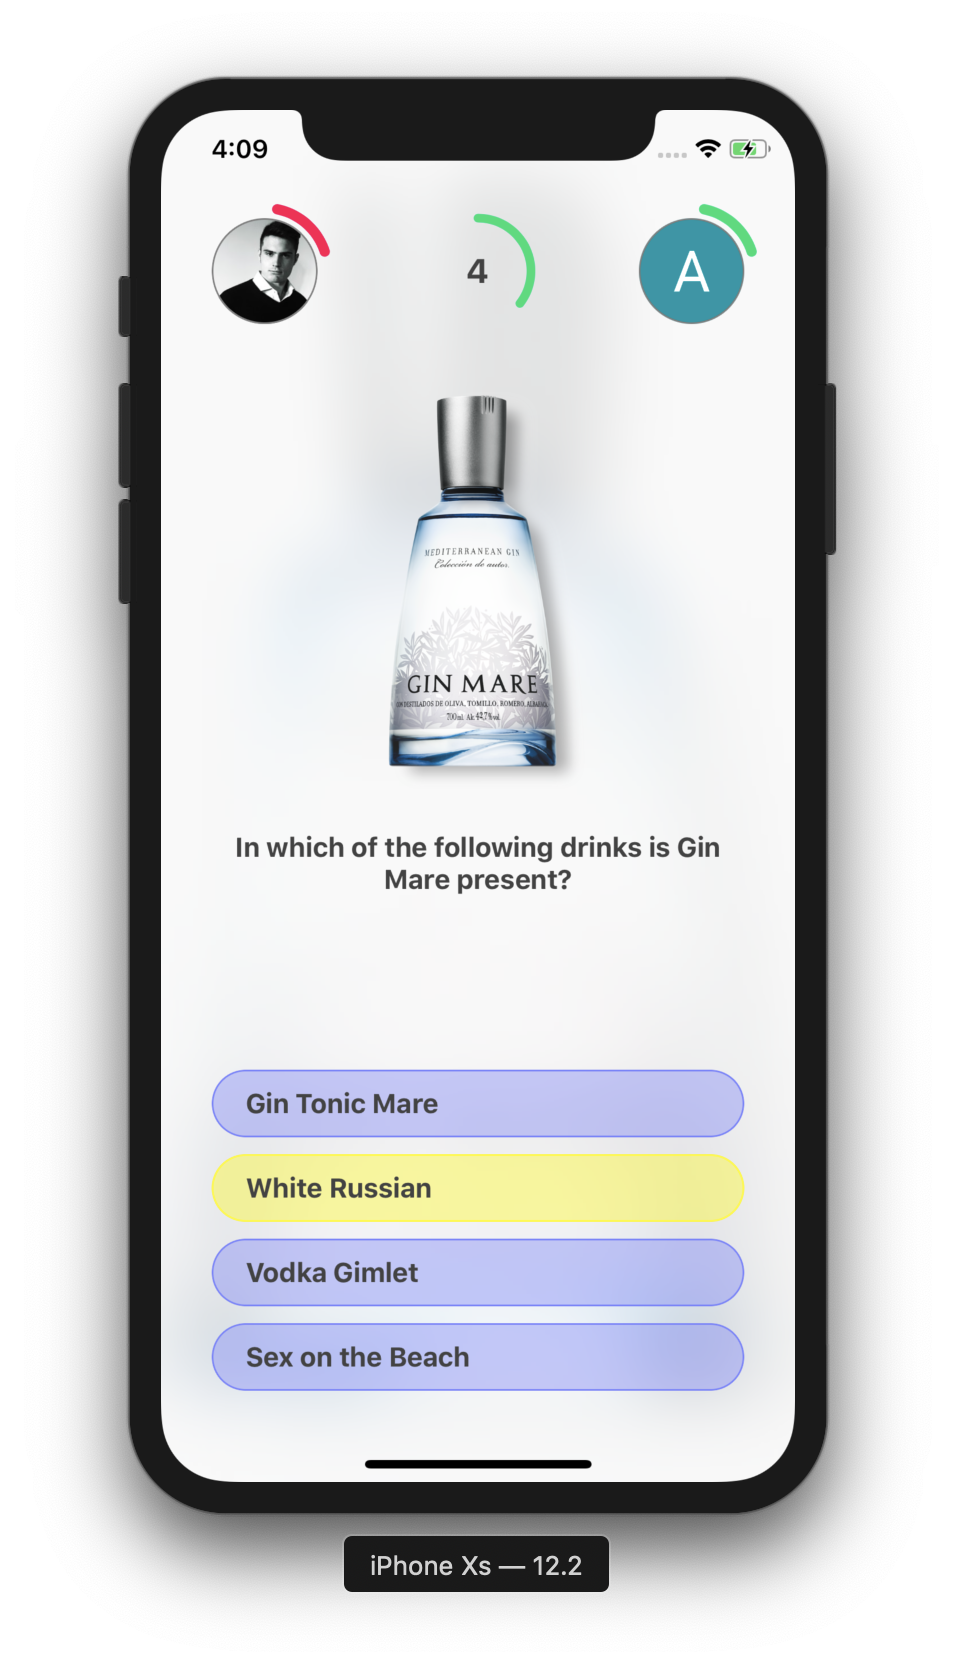 4:09
4
A
MEDITERRANEAN GIN
Colección de autor.
GIN MARE
DESTILADOS DE OLIVA, TOMILLO, ROMERO,
700ml. Alc.42,7%vol.
In which of the following drinks is Gin
Mare present?
Gin Tonic Mare
White Russian
Vodka Gimlet
Sex on the Beach
iPhone Xs — 12.2